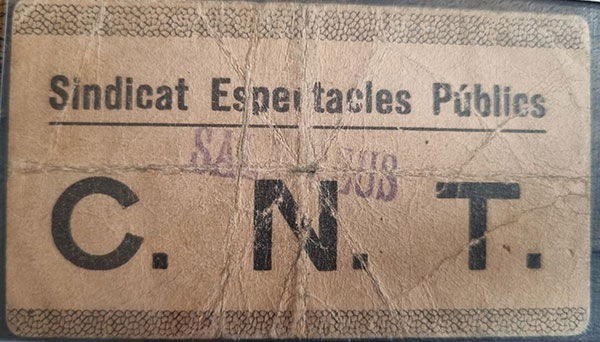 Sindicat Espectacles Públics
C. N. T.